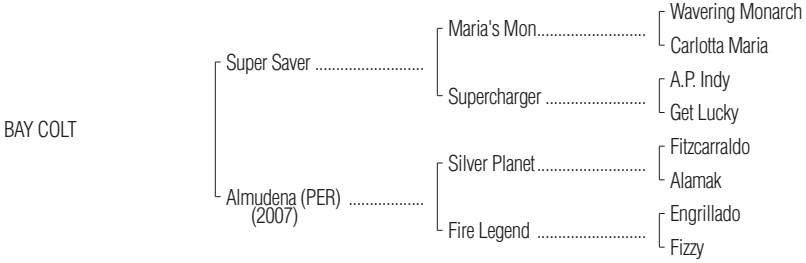 Wavering Monarch
Maria's Mon..........................
Carlotta Maria
Super Saver ..........................
A.P. Indy
Supercharger ........................
Get Lucky
BAY COLT
Fitzcarraldo
Silver Planet..........................
Alamak
Almudena (PER) ..................
(2007)
Engrillado
Fire Legend ..........................
Fizzy